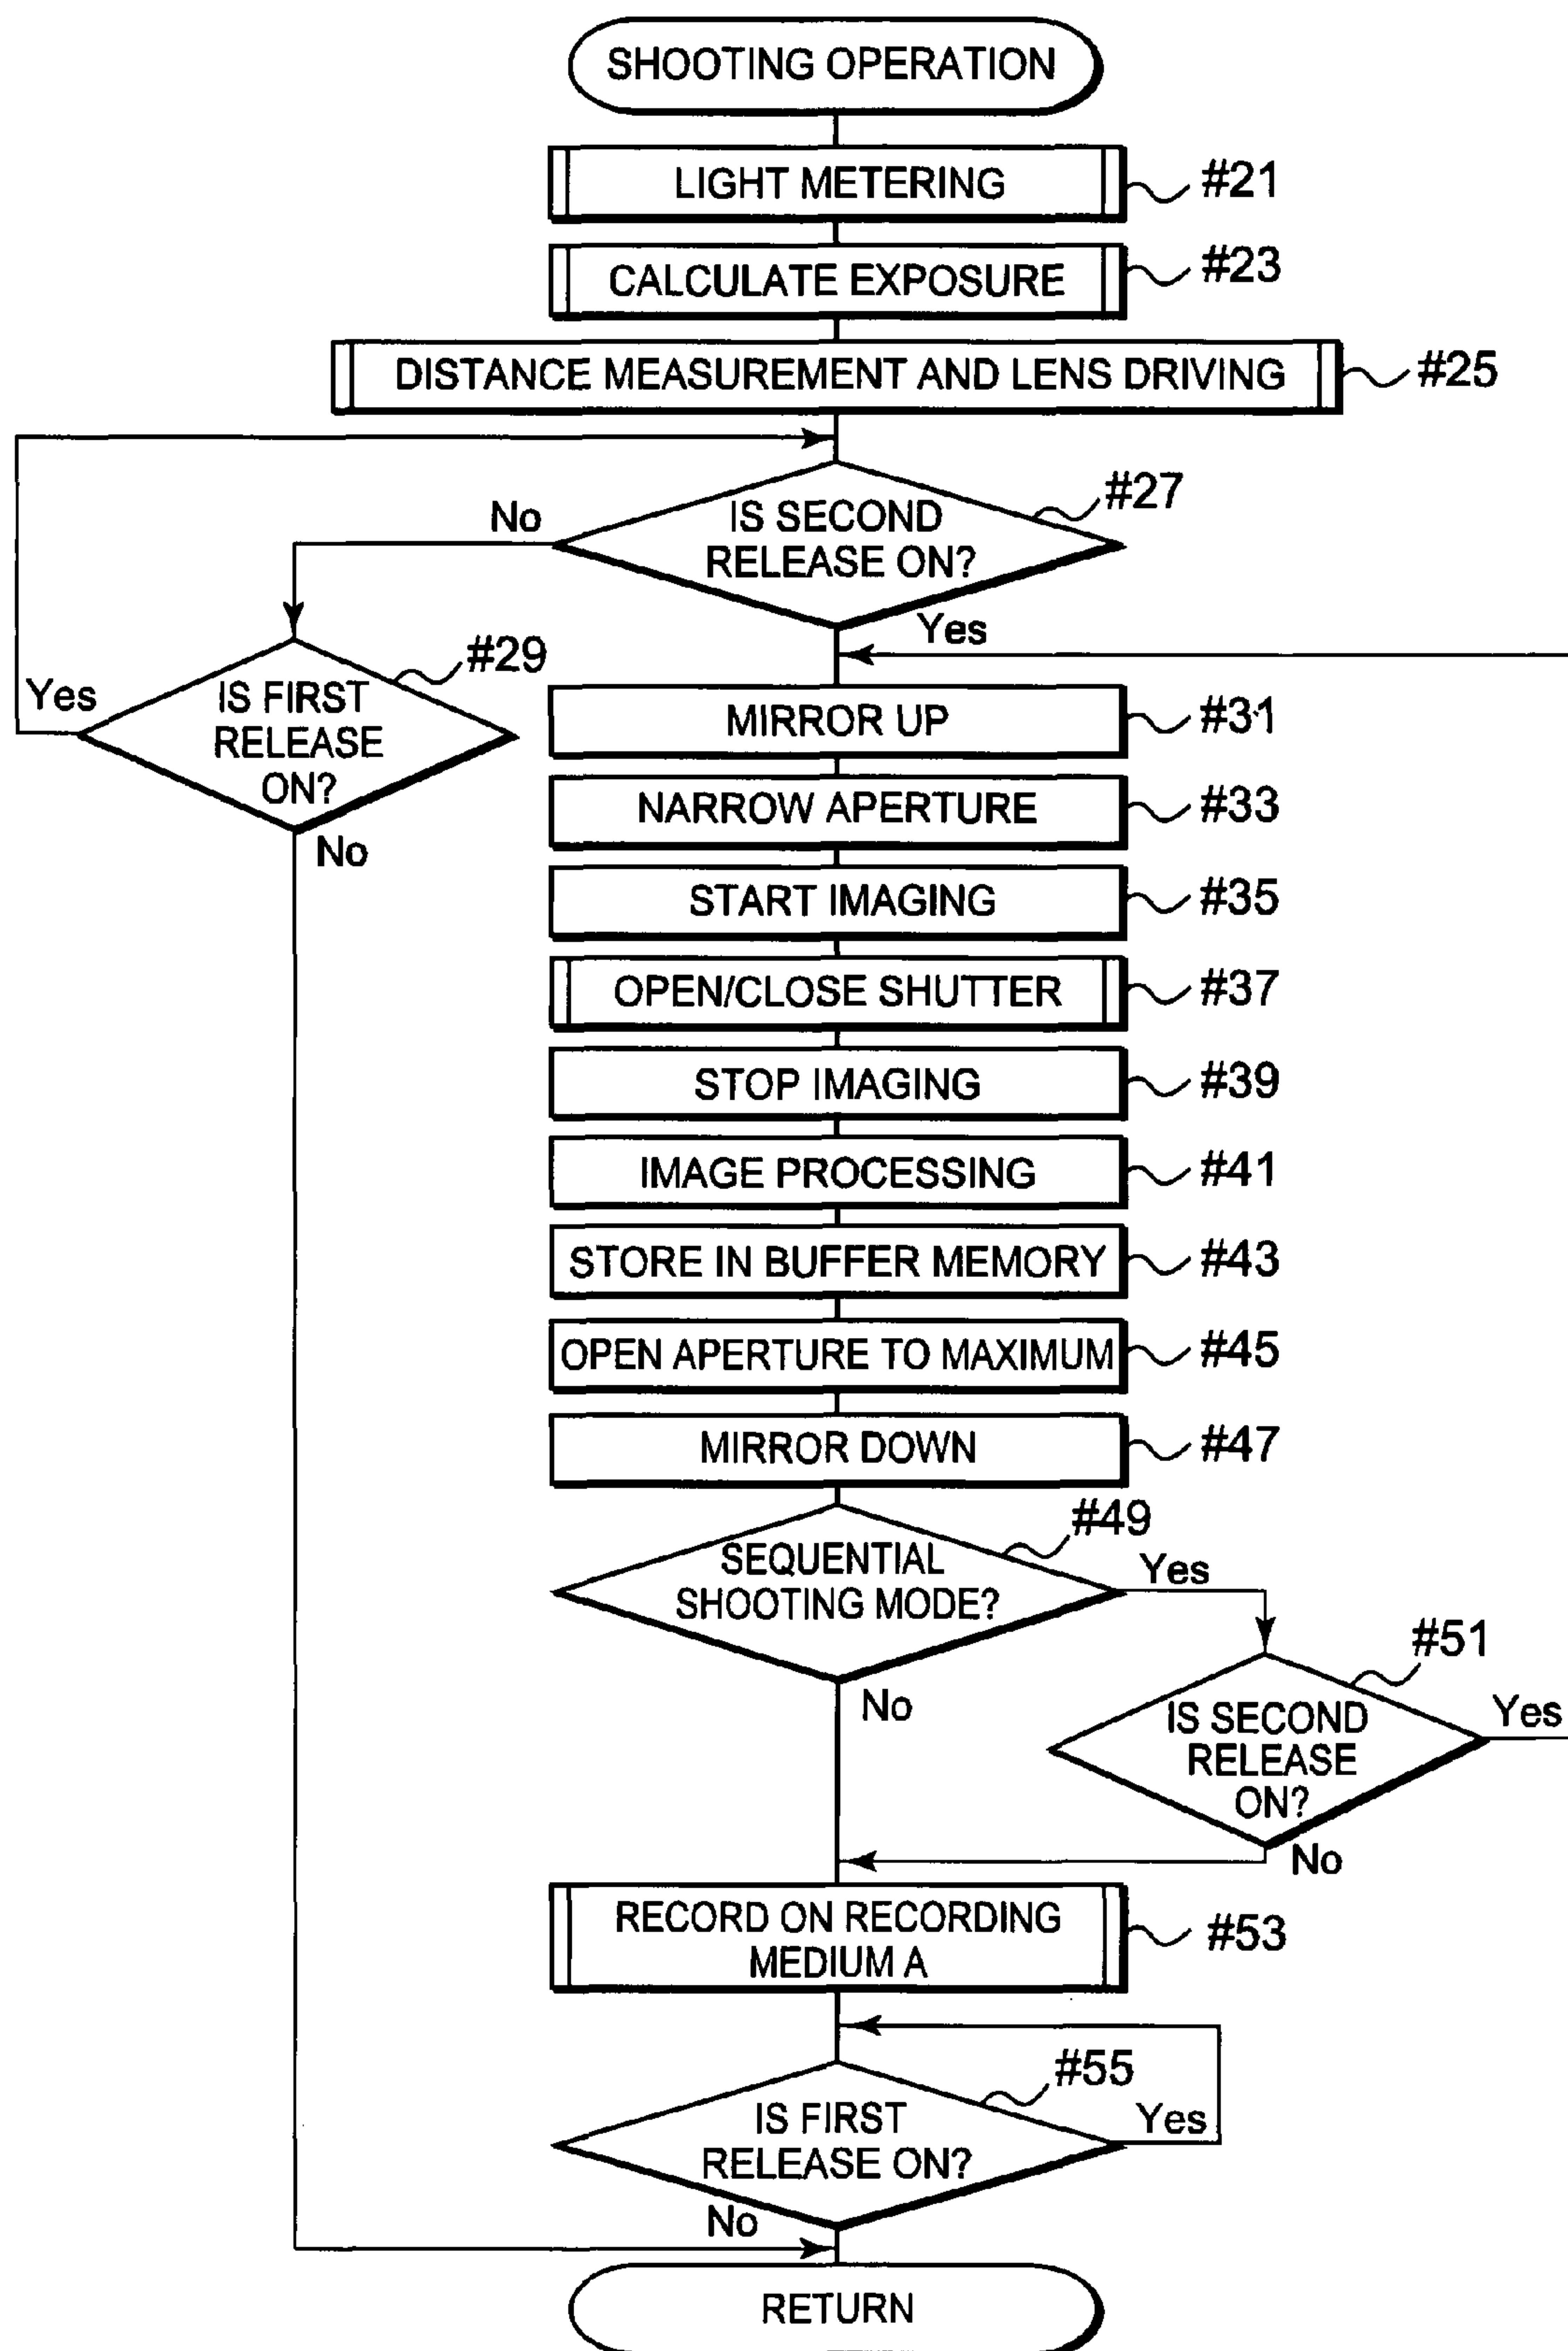 SHOOTING OPERATION
LIGHT METERING
#21
CALCULATE EXPOSURE
#23
DISTANCE MEASUREMENT AND LENS DRIVING
#25
#27
No
IS SECOND
RELEASE ON?
Yes
#29
Yes
IS FIRST
RELEASE
ON?
No
MIRROR UP
#31
NARROW APERTURE
#33
START IMAGING
#35
OPEN/CLOSE SHUTTER
#37
STOP IMAGING
#39
IMAGE PROCESSING
#41
STORE IN BUFFER MEMORY
#43
OPEN APERTURE TO MAXIMUM
#45
MIRROR DOWN
#47
#49
SEQUENTIAL
SHOOTING MODE?
Yes
No
#51
IS SECOND
RELEASE
ON?
Yes
No
RECORD ON RECORDING
MEDIUM A
#53
#55
IS FIRST
RELEASE ON?
Yes
No
RETURN